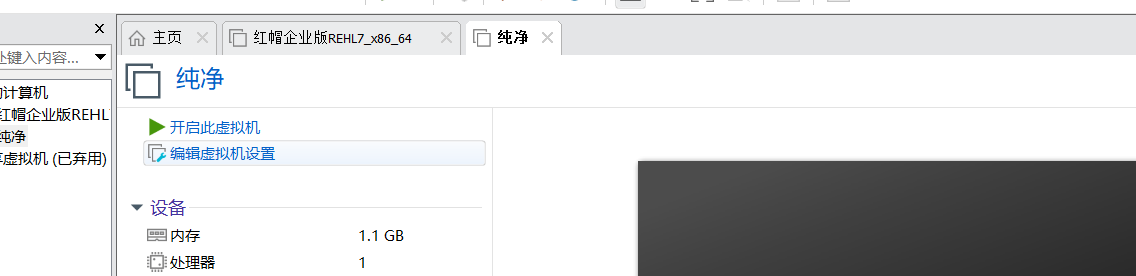 主页
红帽企业版REHL7_x86_64
纯净
处键入内容...
的计算机
红帽企业版REHL7
纯净
享虚拟机 (已弃用)
纯净
开启此虚拟机
编辑虚拟机设置
设备
内存 1.1 GB
处理器 1